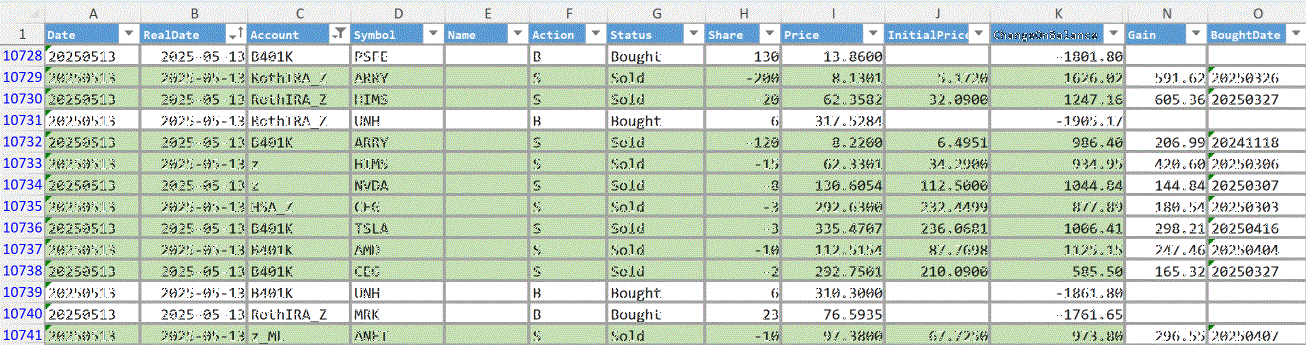 A B C D E F G H I J K N O
1 Date RealDate Account Symbol Name Action Status Share Price InitialPrice ChangeOnBalance Gain BoughtDate
10728 20250513 2025-05-13 B401K PSFE B Bought 130 13.8600 -1801.80
10729 20250513 2025-05-13 RothIRA_Z ARRY S Sold -200 8.1301 5.1720 1626.02 591.62 20250326
10730 20250513 2025-05-13 RothIRA_Z HIMS S Sold -20 62.3582 32.0900 1247.16 605.36 20250327
10731 20250513 2025-05-13 RothIRA_Z UNH B Bought 6 317.5284 -1905.17
10732 20250513 2025-05-13 B401K ARRY S Sold -120 8.2200 6.4951 986.40 206.99 20241118
10733 20250513 2025-05-13 z HIMS S Sold -15 62.3301 34.2900 934.95 420.60 20250306
10734 20250513 2025-05-13 z NVDA S Sold -8 130.6054 112.5000 1044.84 144.84 20250307
10735 20250513 2025-05-13 HSA_Z CEG S Sold -3 292.6300 232.4499 877.89 180.54 20250303
10736 20250513 2025-05-13 B401K TSLA S Sold -3 335.4707 236.0681 1006.41 298.21 20250416
10737 20250513 2025-05-13 B401K AMD S Sold -10 112.5154 87.7698 1125.15 247.46 20250404
10738 20250513 2025-05-13 B401K CEG S Sold -2 292.7501 210.0900 585.50 165.32 20250327
10739 20250513 2025-05-13 B401K UNH B Bought 6 310.3000 -1861.80
10740 20250513 2025-05-13 RothIRA_Z MRK B Bought 23 76.5935 -1761.65
10741 20250513 2025-05-13 z_ML ANET S Sold -10 97.3800 67.7250 973.80 296.55 20250407